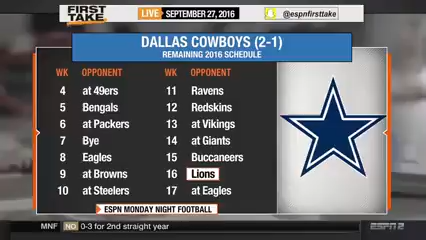 FIRST TAKE
LIVE SEPTEMBER 27, 2016
@espnfirsttake
DALLAS COWBOYS (2-1)
REMAINING 2016 SCHEDULE
WK OPPONENT WK OPPONENT
4 at 49ers 11 Ravens
5 Bengals 12 Redskins
6 at Packers 13 at Vikings
7 Bye 14 at Giants
8 Eagles 15 Buccaneers
9 at Browns 16 Lions
10 at Steelers 17 at Eagles
ESPN MONDAY NIGHT FOOTBALL
MNF NO 0-3 for 2nd straight year ESPN2